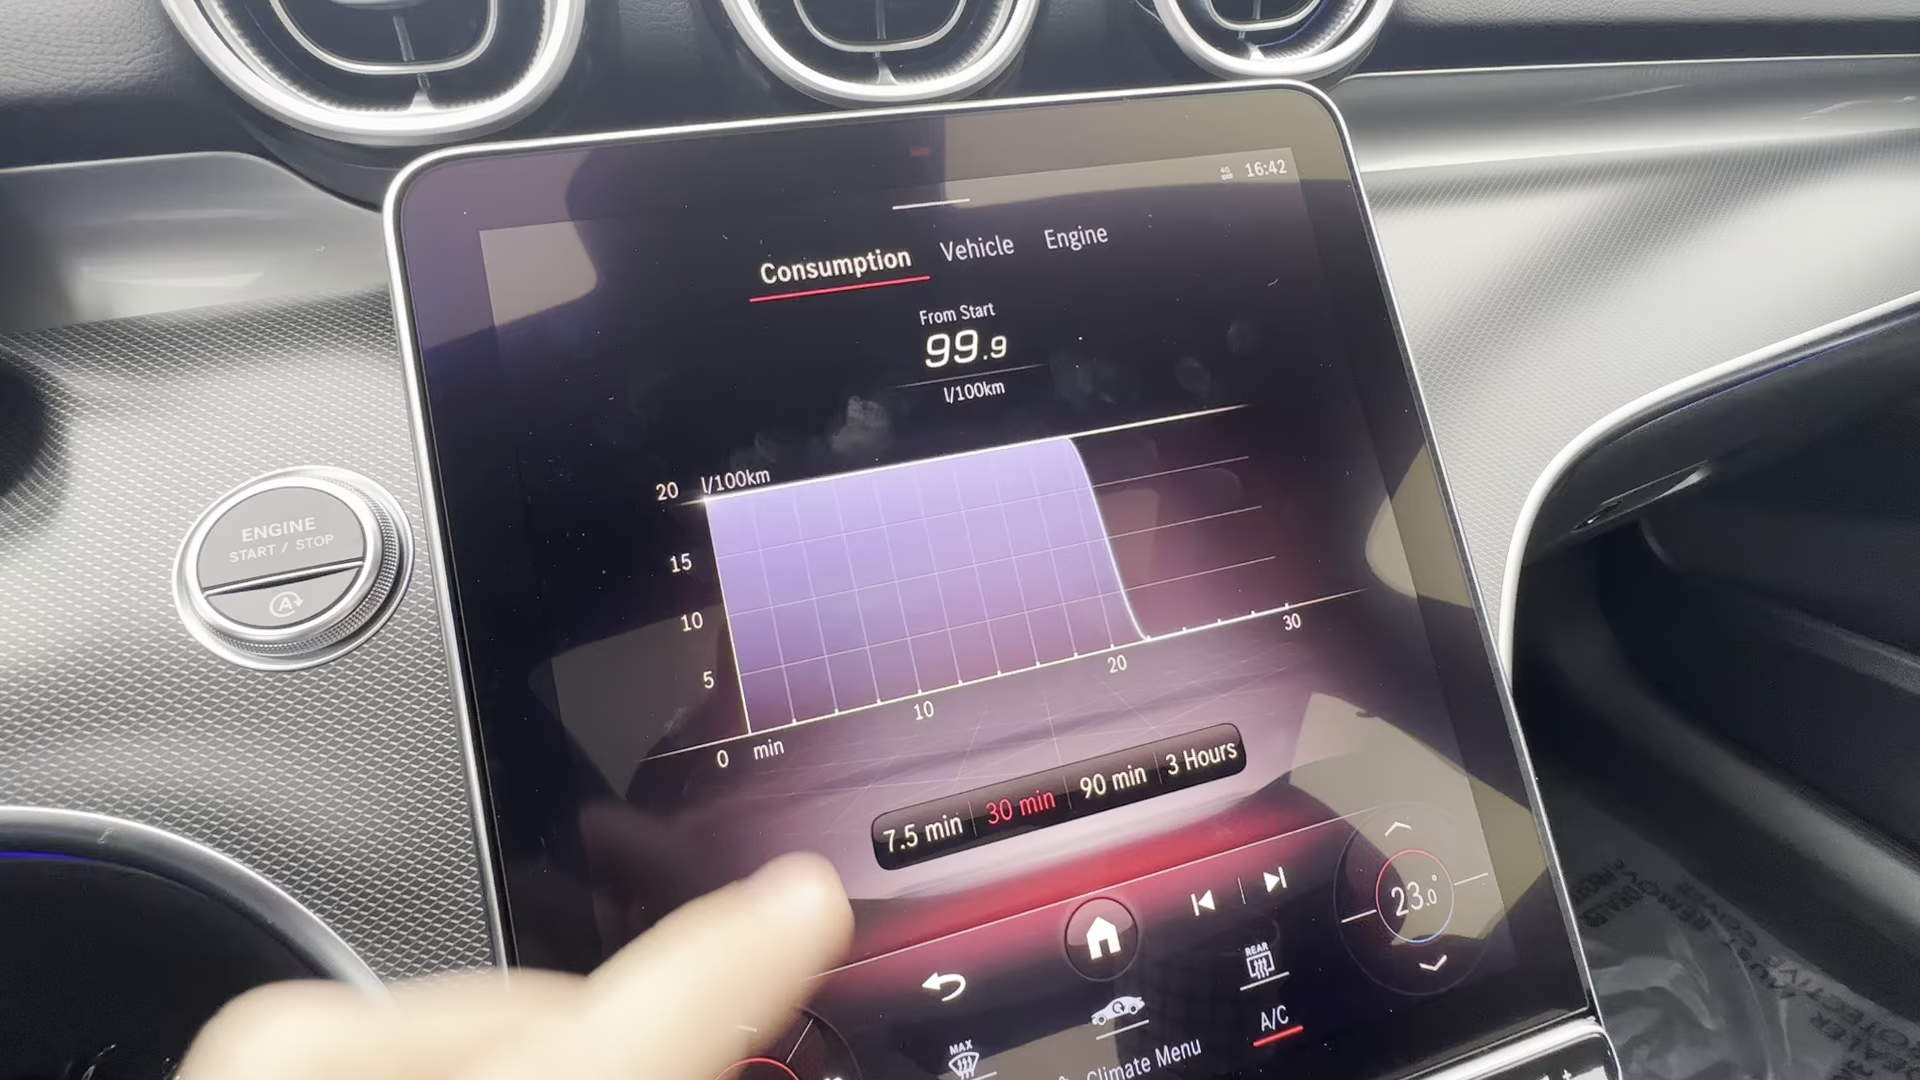 16:42
Consumption Vehicle Engine
From Start
99.9
l/100km
20 l/100km
15
10
5
0 min 10 20 30
7.5 min 30 min 90 min 3 Hours
ENGINE
START / STOP
A
23.0°
REAR
A/C
MAX
Climate Menu